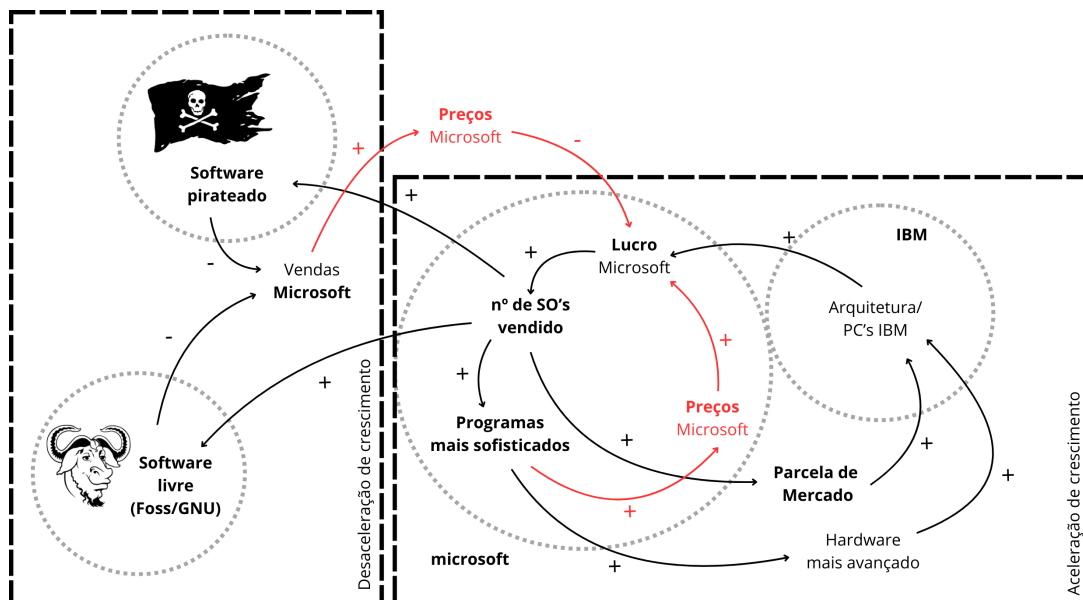 Preços
Microsoft
+
-
Software
pirateado
+
-
Vendas
Microsoft
-
+
Software
livre
(Foss/GNU)
Desaceleração de crescimento
IBM
+
Lucro
Microsoft
+
nº de SO's
vendido
Arquitetura/
PC's IBM
+
+
Preços
Microsoft
Programas
mais sofisticados
+
+
Parcela de
Mercado
+
+
+
Hardware
mais avançado
microsoft
Aceleração de crescimento